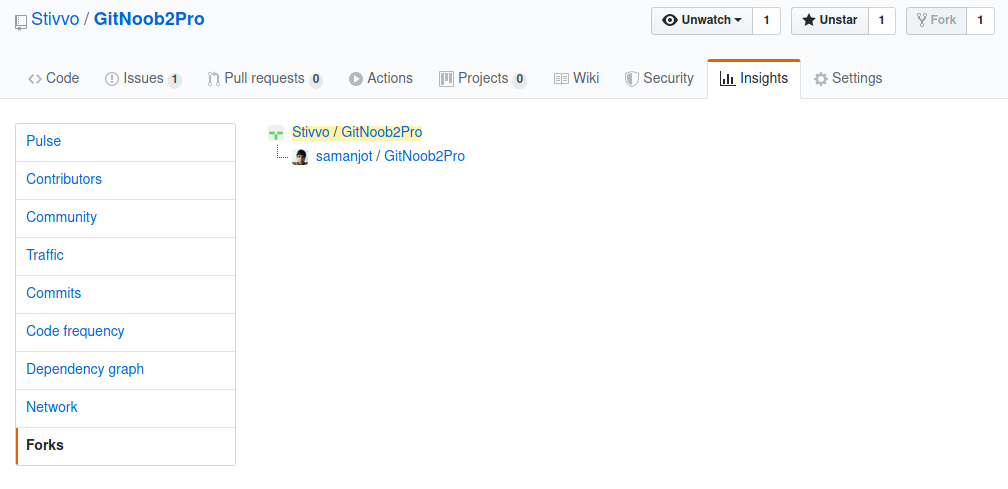 Stivvo / GitNoob2Pro
Unwatch 1 Unstar 1 Fork 1
Code Issues 1 Pull requests 0 Actions Projects 0 Wiki Security Insights Settings
Pulse
Contributors
Community
Traffic
Commits
Code frequency
Dependency graph
Network
Forks
Stivvo / GitNoob2Pro
samanjot / GitNoob2Pro